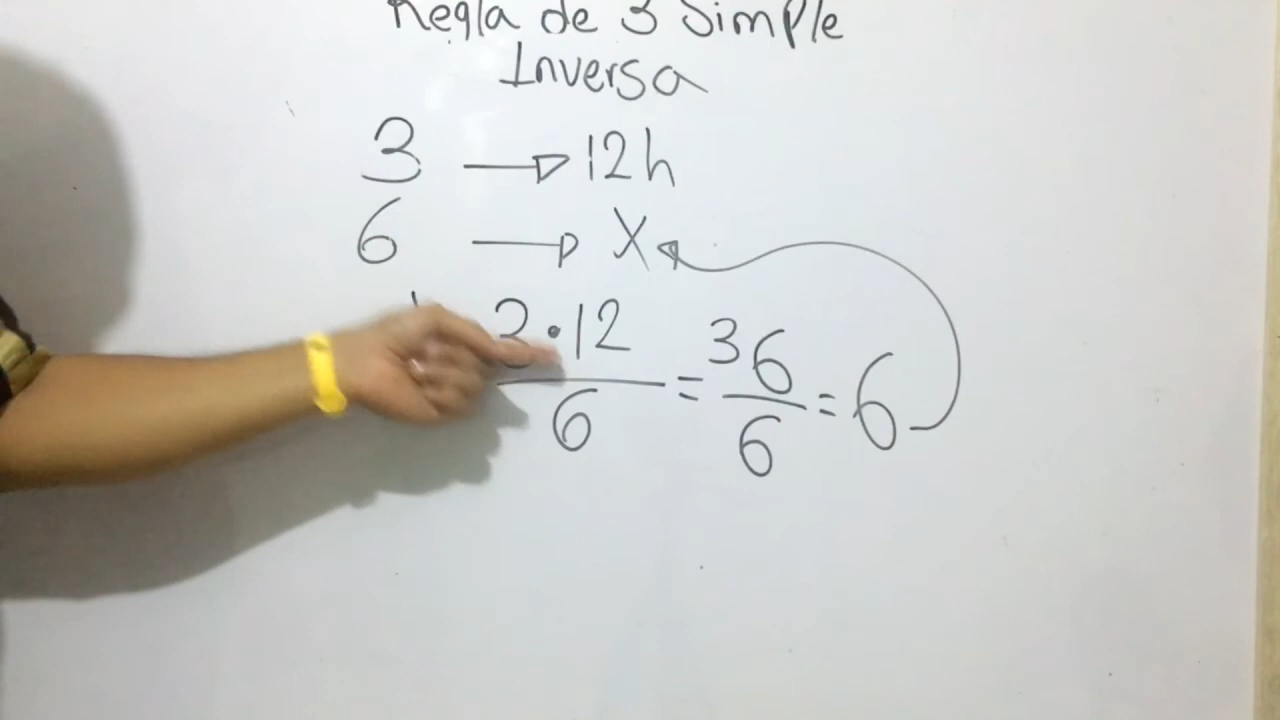 Regla de 3 Simple
Inversa
3 → 12h
6 → X
3·12 / 6 = 36 / 6 = 6